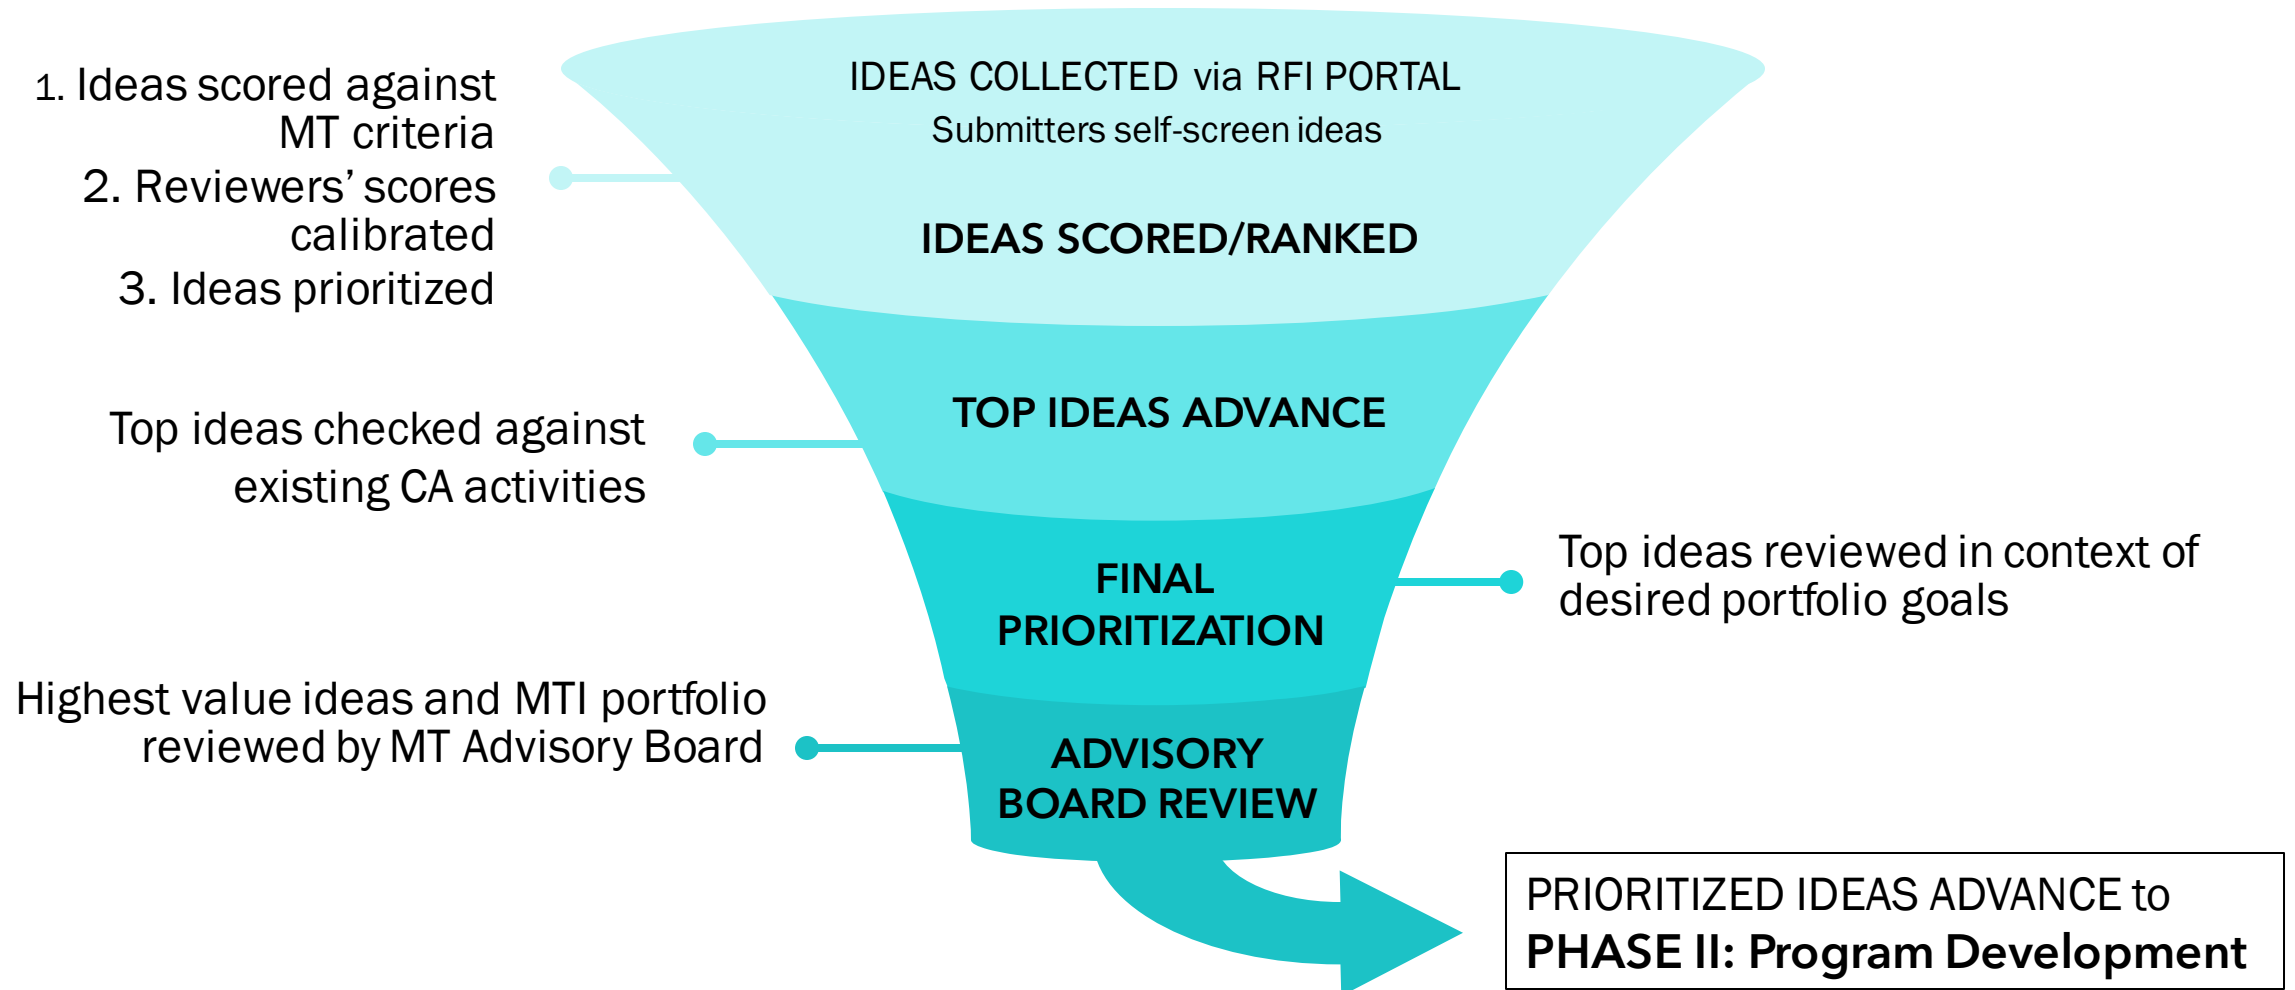 IDEAS COLLECTED via RFI PORTAL
Submitters self-screen ideas
1. Ideas scored against
MT criteria
2. Reviewers’ scores
calibrated
3. Ideas prioritized
IDEAS SCORED/RANKED
TOP IDEAS ADVANCE
Top ideas checked against
existing CA activities
FINAL
PRIORITIZATION
Top ideas reviewed in context of
desired portfolio goals
Highest value ideas and MTI portfolio
reviewed by MT Advisory Board
ADVISORY
BOARD REVIEW
PRIORITIZED IDEAS ADVANCE to
PHASE II: Program Development